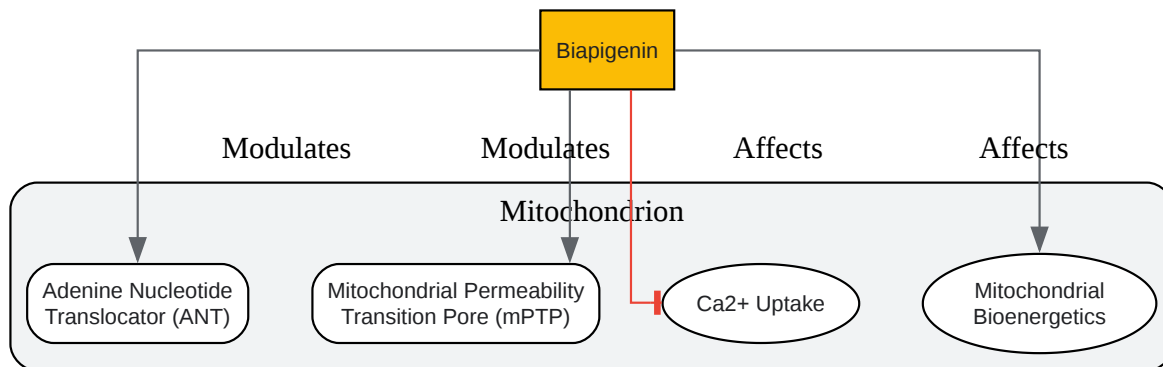 Biapigenin
Modulates
Modulates
Affects
Affects
Mitochondrion
Adenine Nucleotide
Translocator (ANT)
Mitochondrial Permeability
Transition Pore (mPTP)
Ca2+ Uptake
Mitochondrial
Bioenergetics